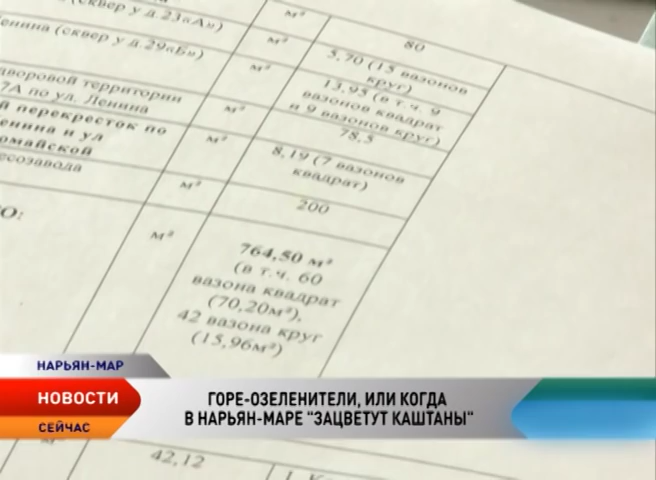 (сквер у д.23«А») м² 80
Ленина (сквер у д.29«Б») м² 5,70 (15 вазонов
круг)
дворовой территории м² 13,95 (в т.ч. 9
7А по ул. Ленина вазонов квадрат
и 9 вазонов круг)
й перекресток по м² 78,5
енина и ул
омайской м² 8,19 (7 вазонов
квадрат)
есозавода м² 200
О: м² 764,50 м²
(в т.ч. 60
вазона квадрат
(70,20м²),
42 вазона круг
(15,96м²)
НАРЬЯН-МАР
НОВОСТИ
СЕЙЧАС
ГОРЕ-ОЗЕЛЕНИТЕЛИ, ИЛИ КОГДА
В НАРЬЯН-МАРЕ "ЗАЦВЕТУТ КАШТАНЫ"
м²
42,12